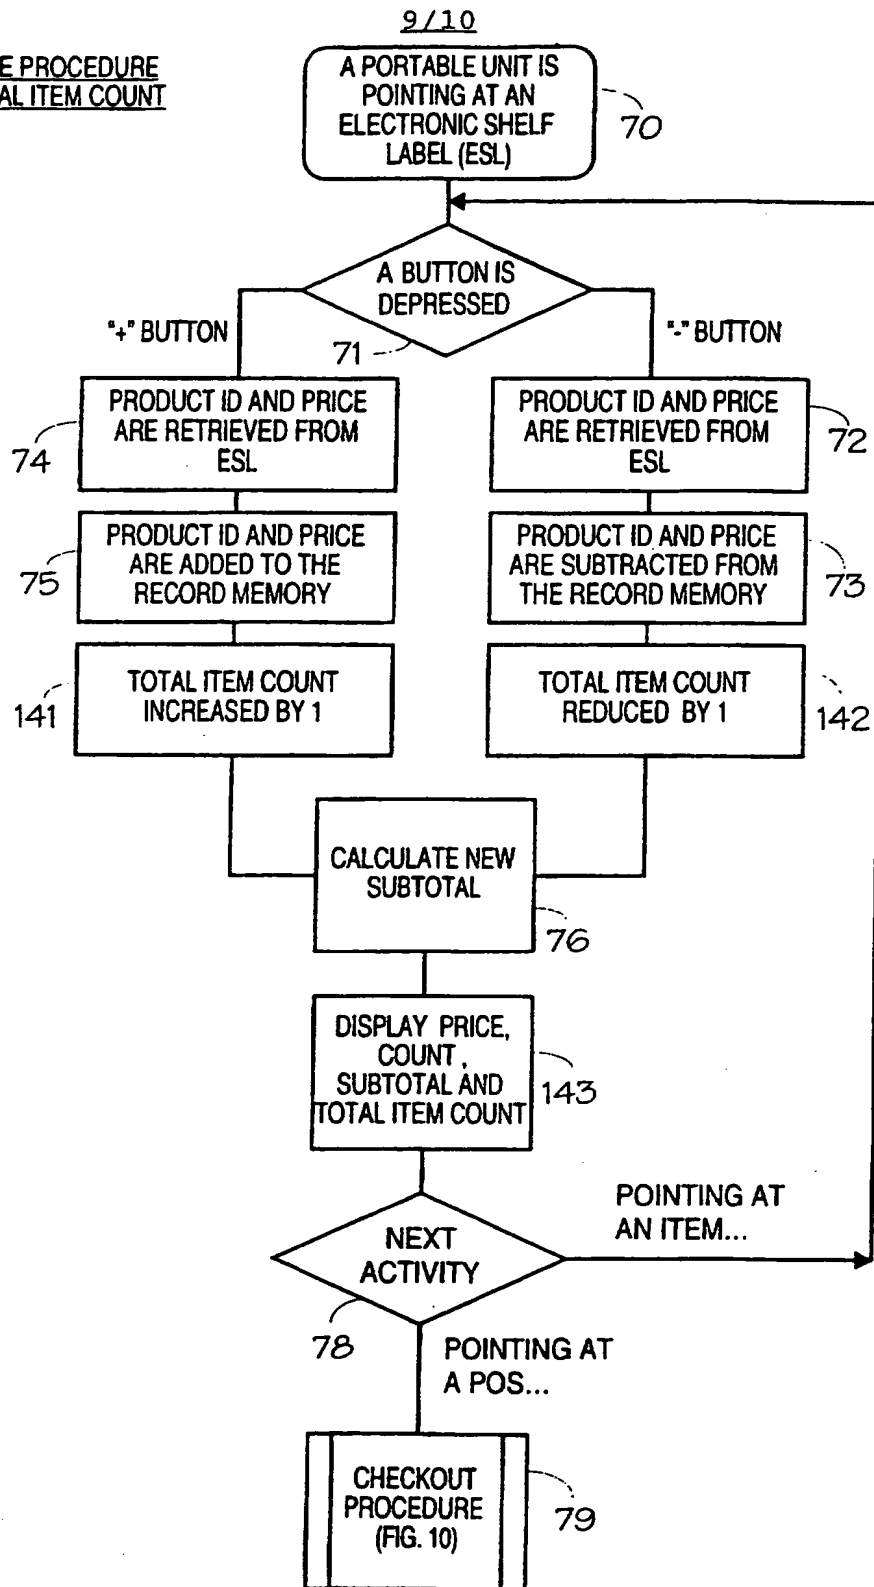 9/10
E PROCEDURE
AL ITEM COUNT
A PORTABLE UNIT IS
POINTING AT AN
ELECTRONIC SHELF
LABEL (ESL)
70
A BUTTON IS
DEPRESSED
71
"+" BUTTON
"-" BUTTON
PRODUCT ID AND PRICE
ARE RETRIEVED FROM
ESL
74
PRODUCT ID AND PRICE
ARE RETRIEVED FROM
ESL
72
PRODUCT ID AND PRICE
ARE ADDED TO THE
RECORD MEMORY
75
PRODUCT ID AND PRICE
ARE SUBTRACTED FROM
THE RECORD MEMORY
73
TOTAL ITEM COUNT
INCREASED BY 1
141
TOTAL ITEM COUNT
REDUCED BY 1
142
CALCULATE NEW
SUBTOTAL
76
DISPLAY PRICE,
COUNT,
SUBTOTAL AND
TOTAL ITEM COUNT
143
NEXT
ACTIVITY
78
POINTING AT
AN ITEM...
POINTING AT
A POS...
CHECKOUT
PROCEDURE
(FIG. 10)
79